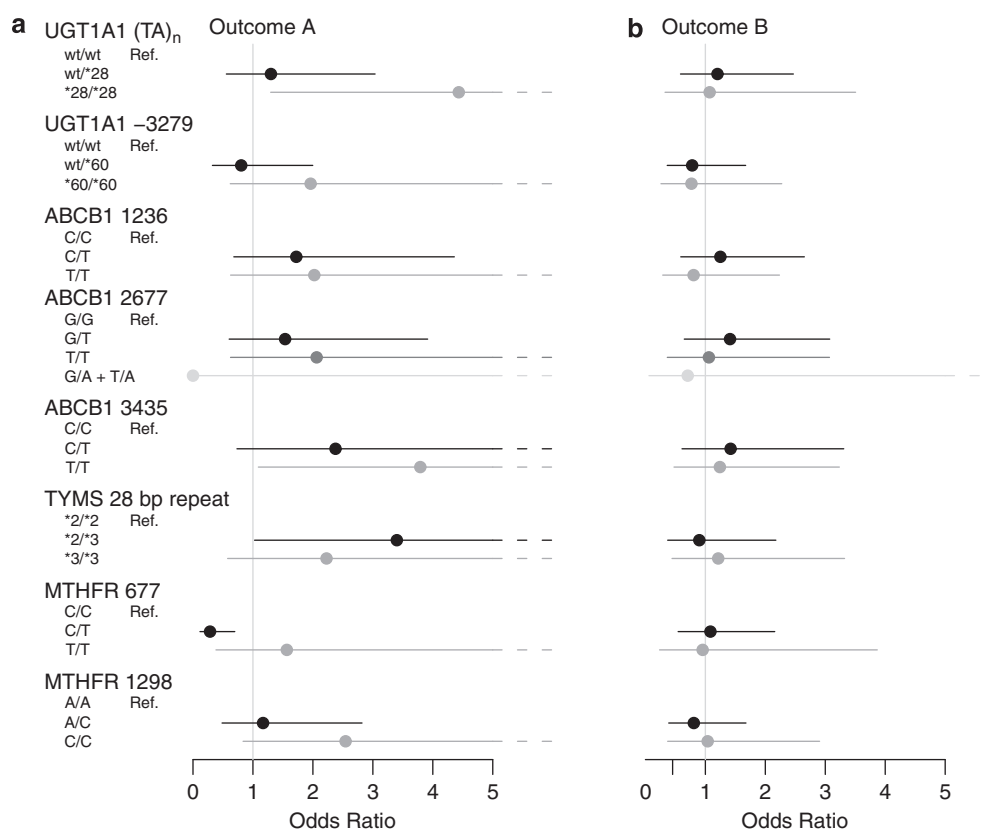 a Outcome A
UGT1A1 (TA)n
wt/wt Ref.
wt/*28
*28/*28
UGT1A1 –3279
wt/wt Ref.
wt/*60
*60/*60
ABCB1 1236
C/C Ref.
C/T
T/T
ABCB1 2677
G/G Ref.
G/T
T/T
G/A + T/A
ABCB1 3435
C/C Ref.
C/T
T/T
TYMS 28 bp repeat
*2/*2 Ref.
*2/*3
*3/*3
MTHFR 677
C/C Ref.
C/T
T/T
MTHFR 1298
A/A Ref.
A/C
C/C
0 1 2 3 4 5
Odds Ratio
b Outcome B
0 1 2 3 4 5
Odds Ratio